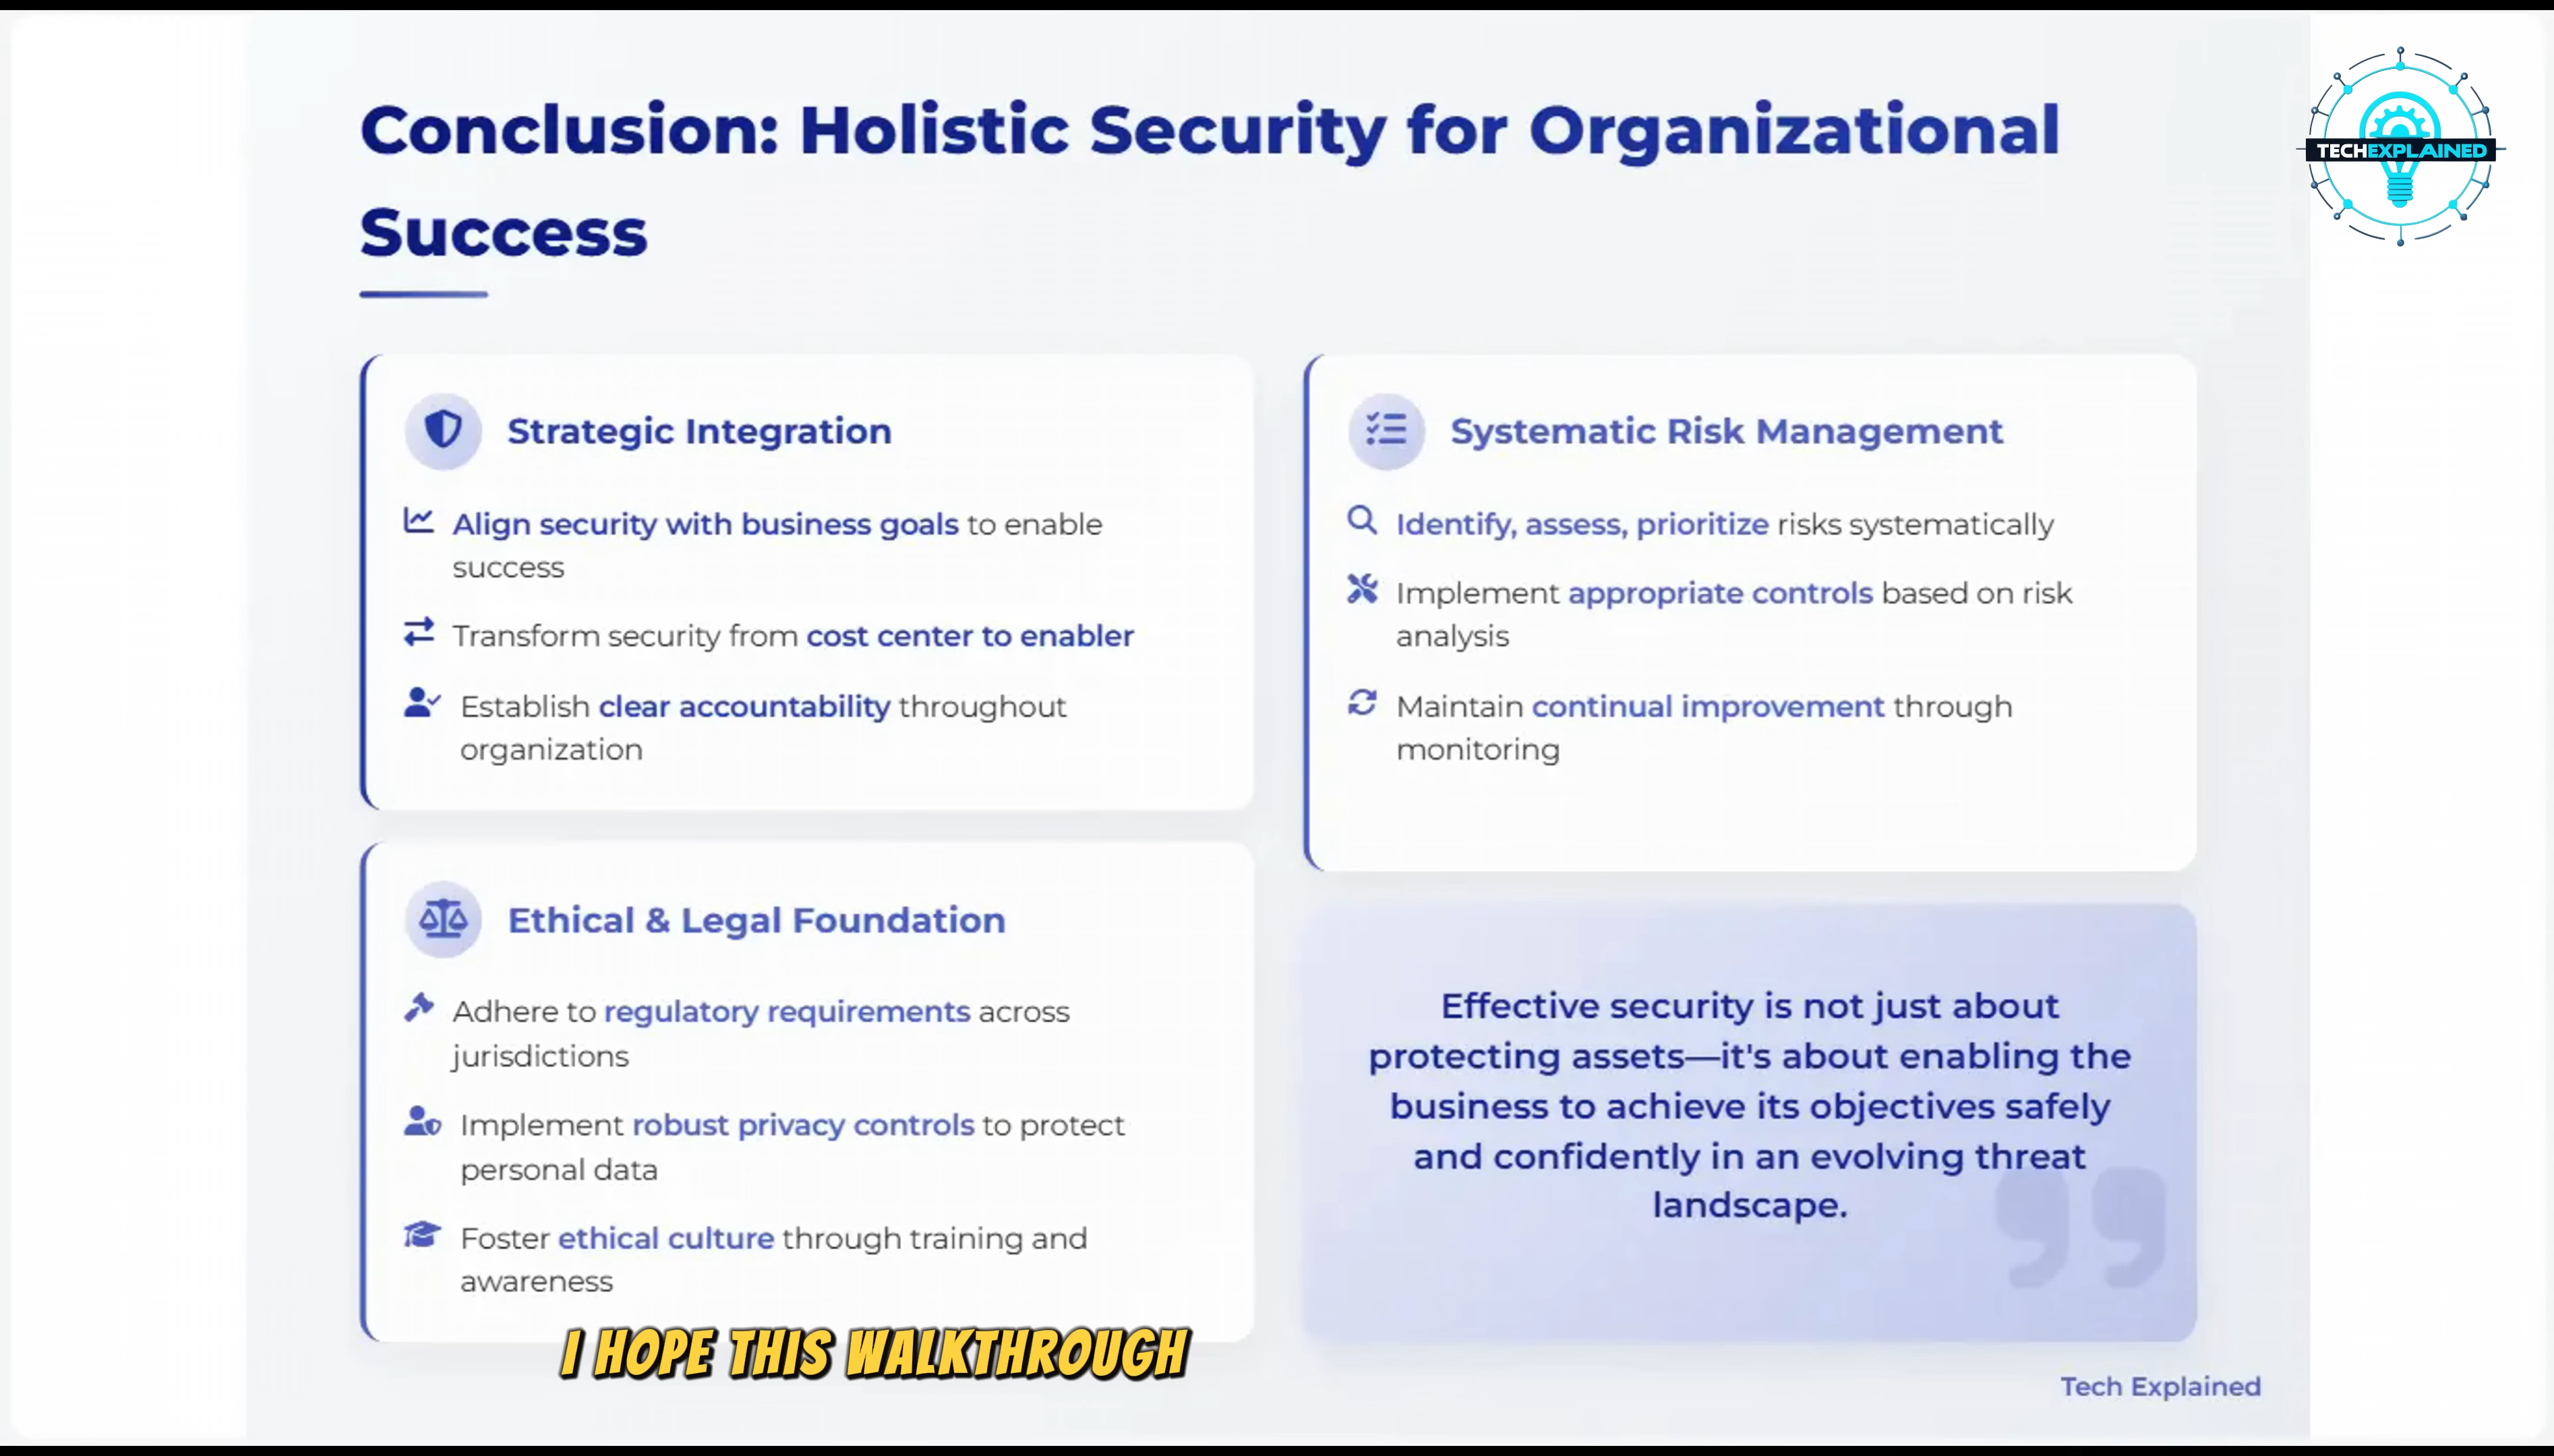 Conclusion: Holistic Security for Organizational
Success
TECHEXPLAINED
Strategic Integration
Align security with business goals to enable
success
Transform security from cost center to enabler
Establish clear accountability throughout
organization
Systematic Risk Management
Identify, assess, prioritize risks systematically
Implement appropriate controls based on risk
analysis
Maintain continual improvement through
monitoring
Ethical & Legal Foundation
Adhere to regulatory requirements across
jurisdictions
Implement robust privacy controls to protect
personal data
Foster ethical culture through training and
awareness
Effective security is not just about
protecting assets—it's about enabling the
business to achieve its objectives safely
and confidently in an evolving threat
landscape.
I HOPE THIS WALKTHROUGH
Tech Explained